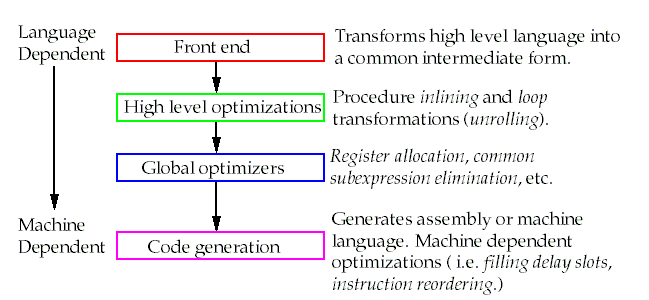 Language
Dependent
Front end
Transforms high level language into
a common intermediate form.
High level optimizations
Procedure inlining and loop
transformations (unrolling).
Global optimizers
Register allocation, common
subexpression elimination, etc.
Machine
Dependent
Code generation
Generates assembly or machine
language. Machine dependent
optimizations ( i.e. filling delay slots,
instruction reordering.)